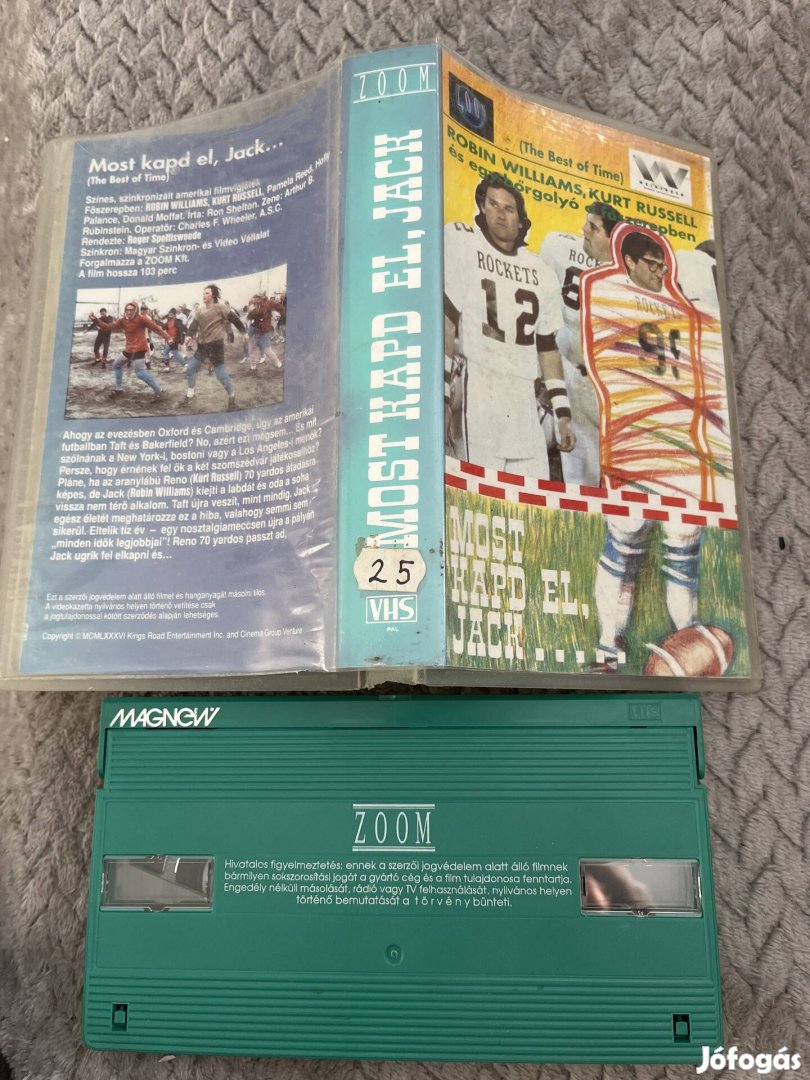 Most kapd el, Jack...
(The Best of Time)
Színes, szinkronizált amerikai filmvígjáték
Főszerepben: ROBIN WILLIAMS, KURT RUSSELL, Pamela Reed, Holly
Palance, Donald Moffat. Írta: Ron Shelton. Zene: Arthur B.
Rubinstein. Operatőr: Charles F. Wheeler, A.S.C.
Rendezte: Roger Spottiswoode
Szinkron: Magyar Szinkron- és Video Vállalat
Forgalmazza a ZOOM Kft.
A film hossza 103 perc
Ahogy az evezésben Oxford és Cambridge, úgy az amerikai
futballban Taft és Bakerfield? No, azért ezt mégsem... És mit
szólnának a New York-i, bostoni vagy a Los Angeles-i menők?
Persze, hogy érnének fel ők a két szomszédvár játékosaihoz?
Pláne, ha az aranylábú Reno (Kurt Russell) 70 yardos átadásra
képes, de Jack (Robin Williams) kiejti a labdát és oda a soha
vissza nem térő alkalom. Taft újra veszít, mint mindig. Jack
egész életét meghatározza ez a hiba, valahogy semmi sem
sikerül. Eltelik tíz év – egy nosztalgiameccsen újra a pályán
„minden idők legjobbjai"! Reno 70 yardos passzt ad,
Jack ugrik fel elkapni és...
Ezt a szerzői jogvédelem alatt álló filmet és hanganyagát másolni tilos.
A videokazetta nyilvános helyen történő vetítése csak
a jogtulajdonossal kötött szerződés alapján lehetséges.
Copyright © MCMLXXXVI Kings Road Entertainment Inc. and Cinema Group Venture
ZOOM
MOST KAPD EL, JACK
25
VHS
PAL
ZOOM
(The Best of Time)
W
ROBIN WILLIAMS, KURT RUSSELL
és egy bőrgolyó a főszerepben
ROCKETS
12
ROCKETS
8
ROCKET
95
MOST
KAPD EL,
JACK.....
MAGNEW
VHS
ZOOM
Hivatalos figyelmeztetés: ennek a szerzői jogvédelem alatt álló filmnek
bármilyen sokszorosítási jogát a gyártó cég és a film tulajdonosa fenntartja.
Engedély nélküli másolását, rádió vagy TV felhasználását, nyilvános helyen
történő bemutatását a törvény bünteti.
Jófogás